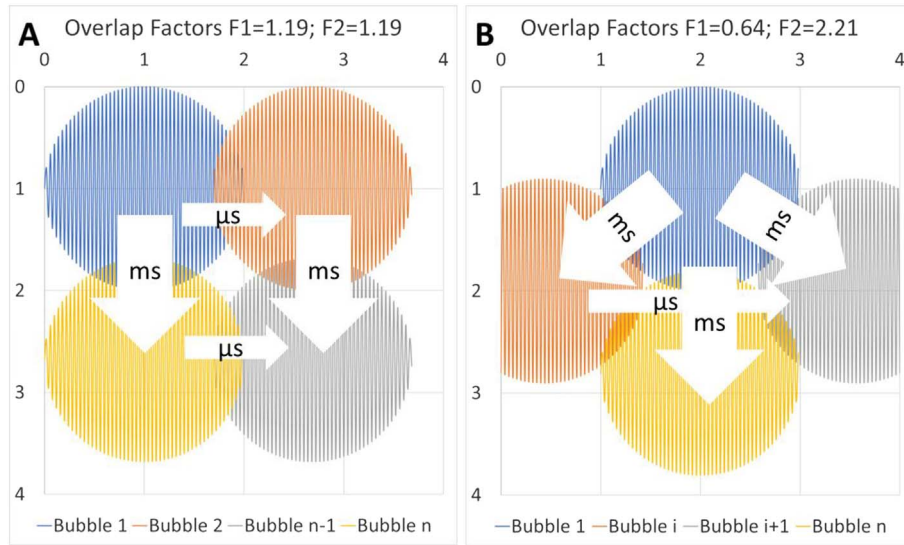 A Overlap Factors F1=1.19; F2=1.19
0 1 2 3 4
0
1
2
3
4
µs
ms
ms
µs
Bubble 1 Bubble 2 Bubble n-1 Bubble n
B Overlap Factors F1=0.64; F2=2.21
0 1 2 3 4
0
1
2
3
4
ms
ms
µs
ms
Bubble 1 Bubble i Bubble i+1 Bubble n